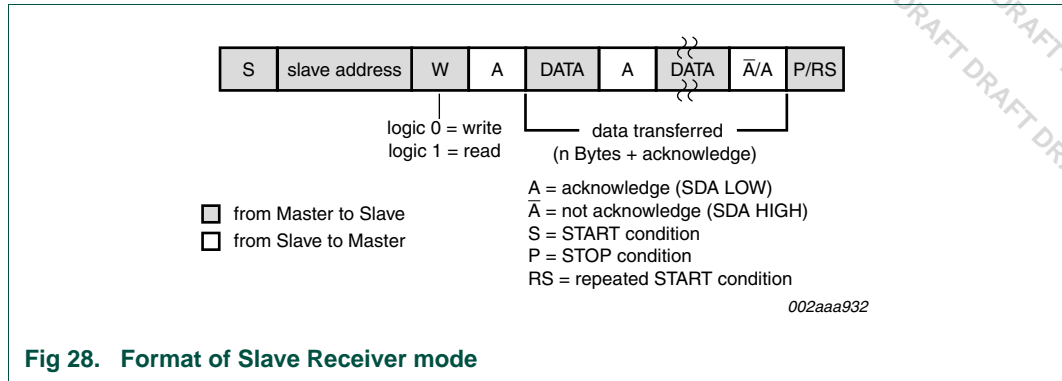 S slave address W A DATA A DATA A̅/A P/RS
logic 0 = write
logic 1 = read
data transferred
(n Bytes + acknowledge)
A = acknowledge (SDA LOW)
A̅ = not acknowledge (SDA HIGH)
S = START condition
P = STOP condition
RS = repeated START condition
from Master to Slave
from Slave to Master
002aaa932
Fig 28. Format of Slave Receiver mode
DRAFT DRAFT DRA
DRAFT